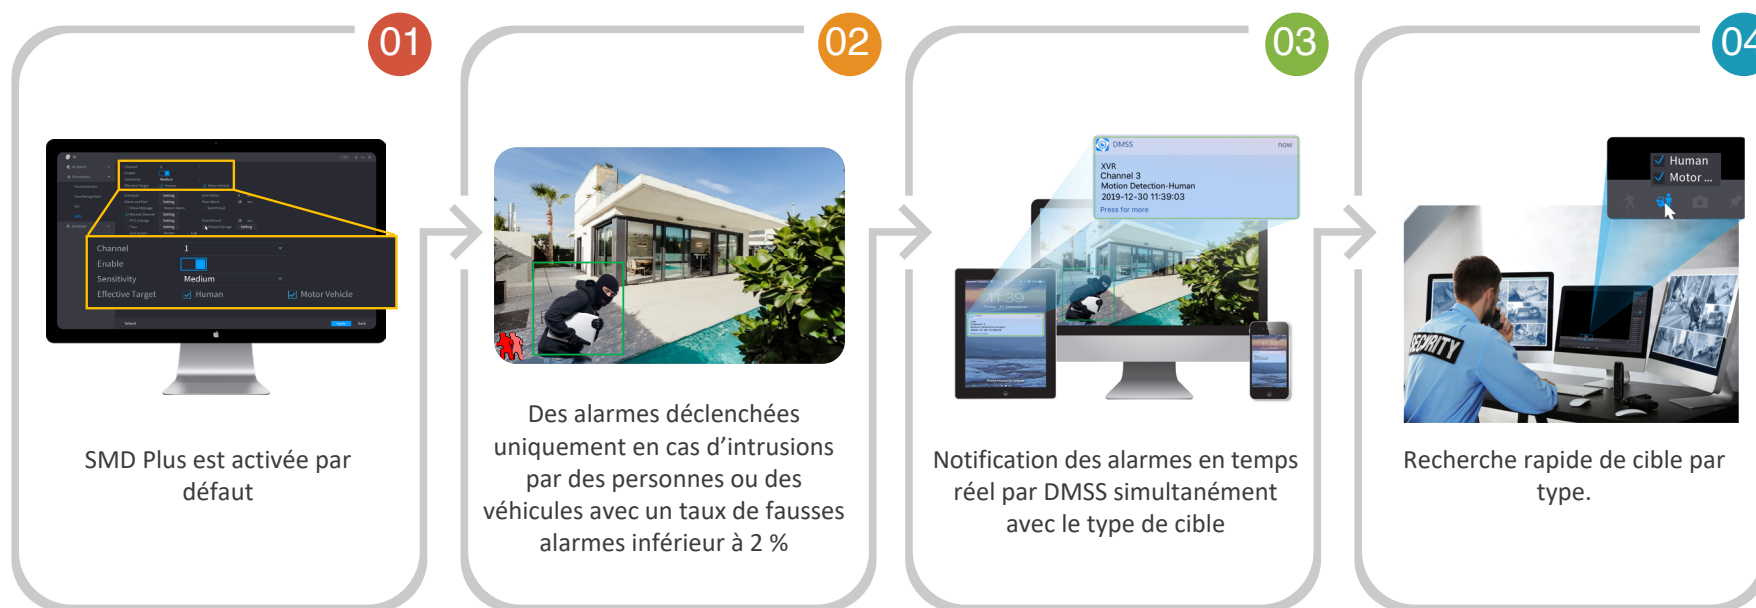 01
Channel
1
Enable
Sensitivity
Medium
Effective Target
Human
Motor Vehicle
SMD Plus est activée par
défaut
02
Des alarmes déclenchées
uniquement en cas d’intrusions
par des personnes ou des
véhicules avec un taux de fausses
alarmes inférieur à 2 %
03
DMSS
now
XVR
Channel 3
Motion Detection-Human
2019-12-30 11:39:03
Press for more
11:39
Notification des alarmes en temps
réel par DMSS simultanément
avec le type de cible
04
Human
Motor ...
SECURITY
Recherche rapide de cible par
type.